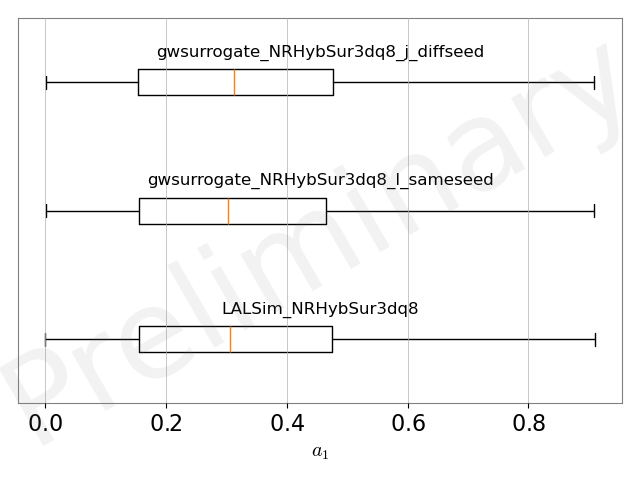 gwsurrogate_NRHybSur3dq8_j_diffseed
gwsurrogate_NRHybSur3dq8_l_sameseed
LALSim_NRHybSur3dq8
Preliminary
0.0 0.2 0.4 0.6 0.8
a₁